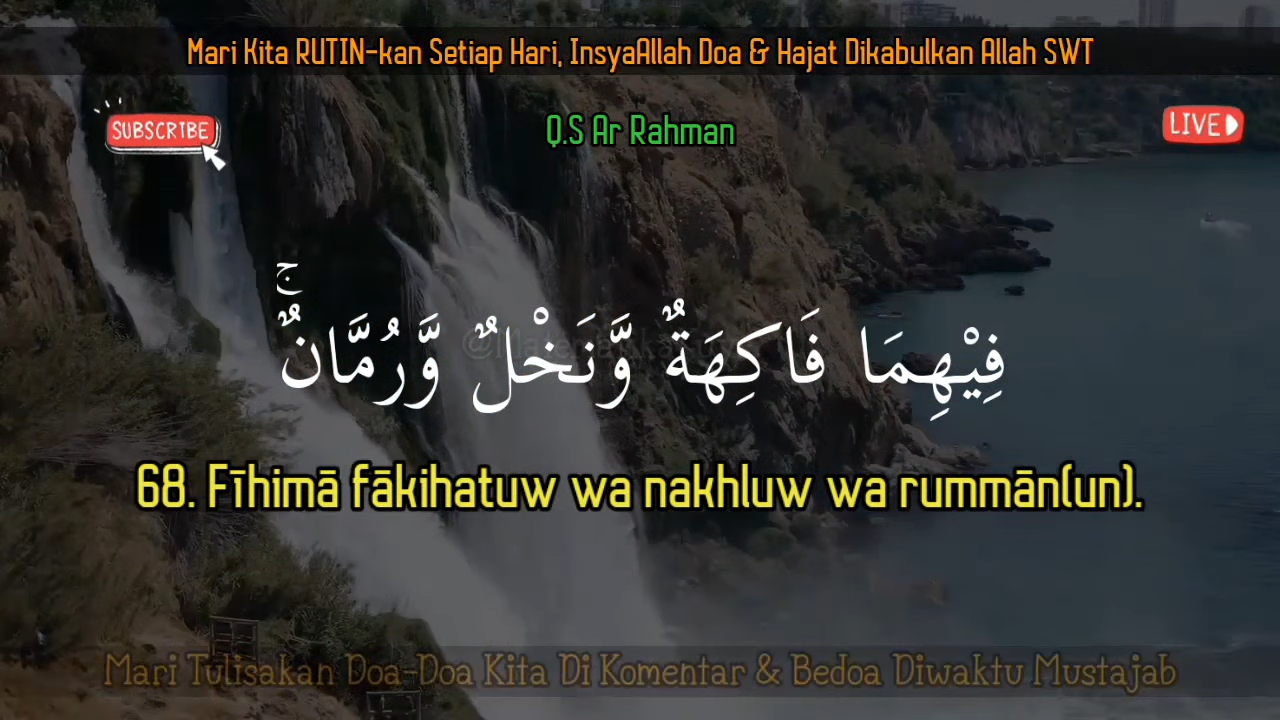 Mari Kita RUTIN-kan Setiap Hari, InsyaAllah Doa & Hajat Dikabulkan Allah SWT
SUBSCRIBE
Q.S Ar Rahman
LIVE
فِيْهِمَا فَاكِهَةٌ وَّنَخْلٌ وَّرُمَّانٌۚ
68. Fīhimā fākihatuw wa nakhluw wa rummān(un).
Mari Tulisakan Doa-Doa Kita Di Komentar & Bedoa Diwaktu Mustajab